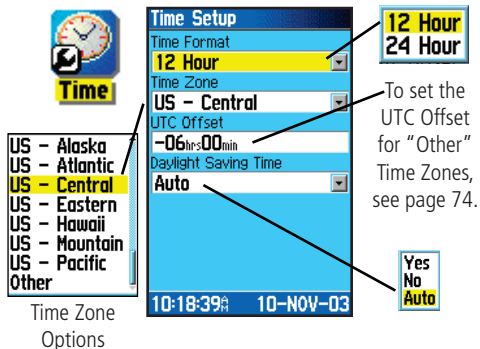 Time
US - Alaska
US - Atlantic
US - Central
US - Eastern
US - Hawaii
US - Mountain
US - Pacific
Other
Time Zone
Options
Time Setup
Time Format
12 Hour
Time Zone
US - Central
UTC Offset
-06hrs00min
Daylight Saving Time
Auto
10:18:39A 10-NOV-03
12 Hour
24 Hour
To set the
UTC Offset
for “Other”
Time Zones,
see page 74.
Yes
No
Auto